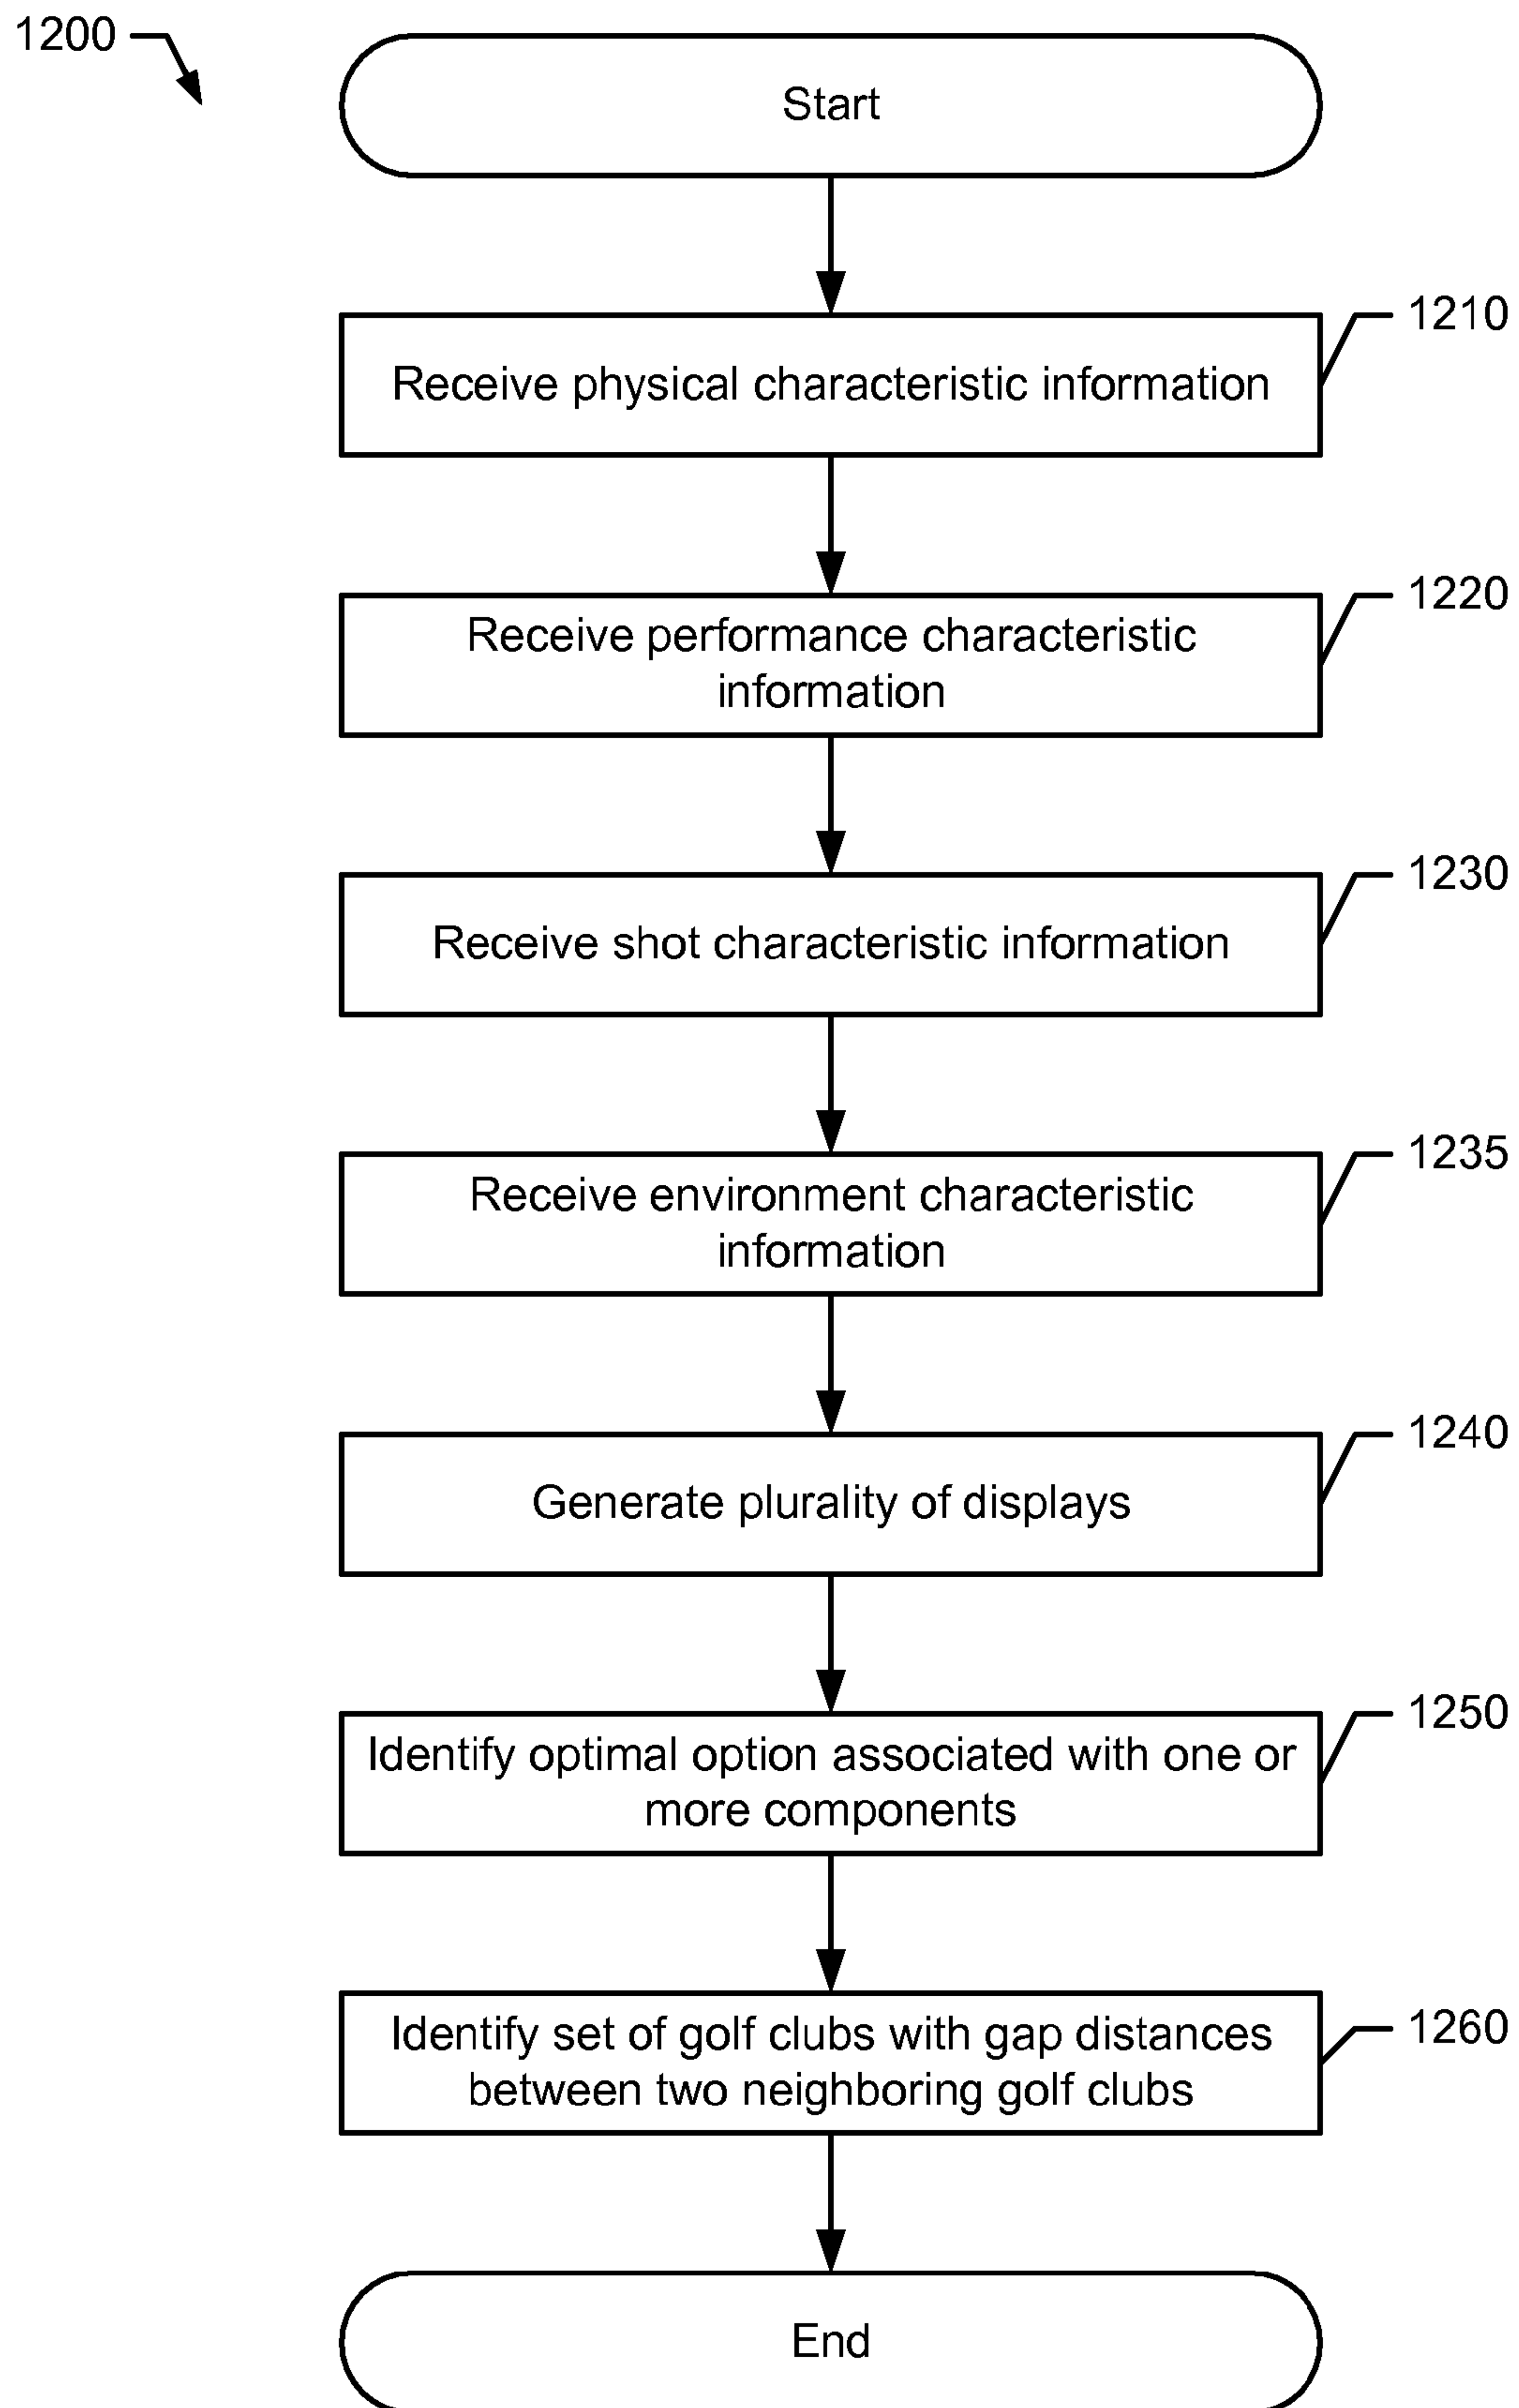 1200
Start
1210
Receive physical characteristic information
1220
Receive performance characteristic
information
1230
Receive shot characteristic information
1235
Receive environment characteristic
information
1240
Generate plurality of displays
1250
Identify optimal option associated with one or
more components
1260
Identify set of golf clubs with gap distances
between two neighboring golf clubs
End